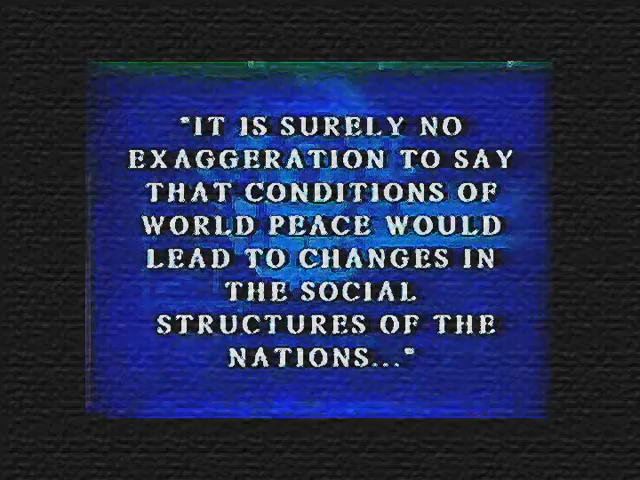 "IT IS SURELY NO
EXAGGERATION TO SAY
THAT CONDITIONS OF
WORLD PEACE WOULD
LEAD TO CHANGES IN
THE SOCIAL
STRUCTURES OF THE
NATIONS..."